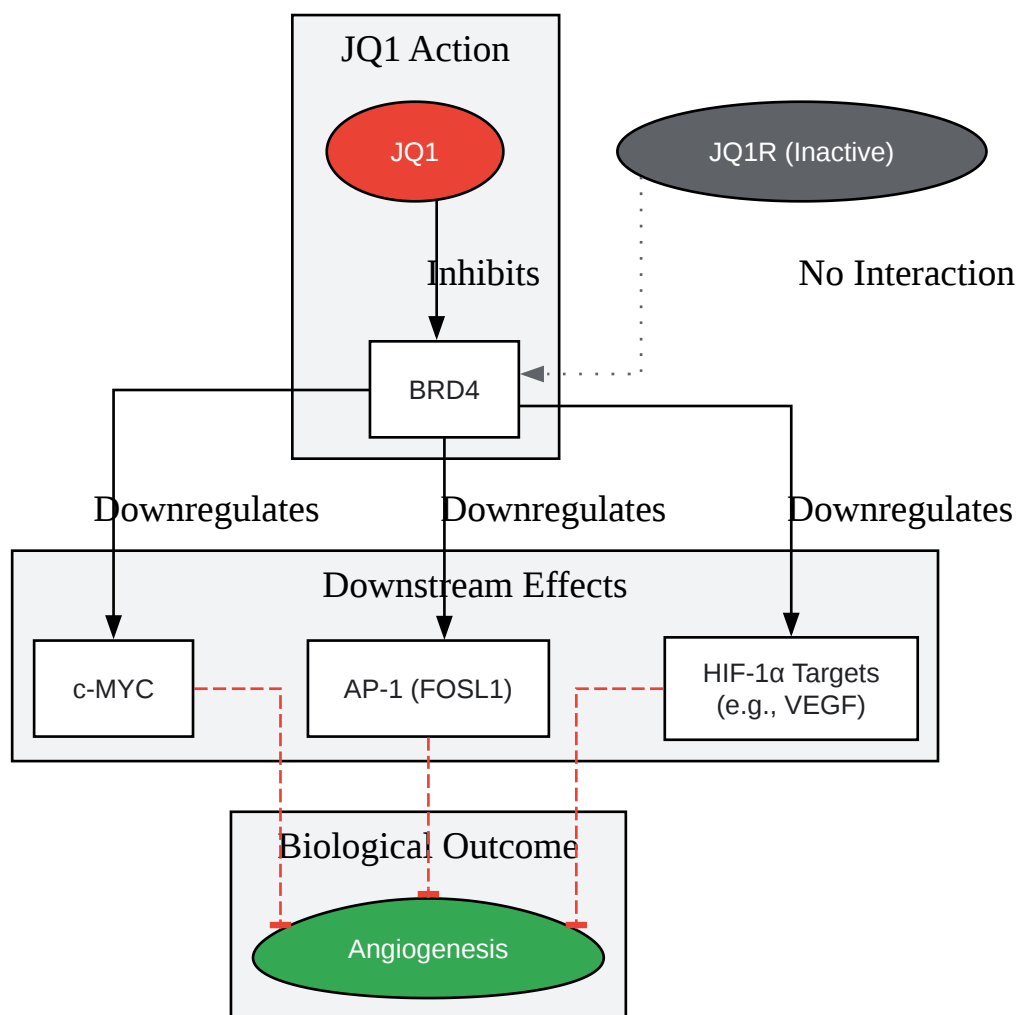 JQ1 Action
JQ1
JQ1R (Inactive)
Inhibits
No Interaction
BRD4
Downregulates
Downregulates
Downregulates
Downstream Effects
c-MYC
AP-1 (FOSL1)
HIF-1α Targets
(e.g., VEGF)
Biological Outcome
Angiogenesis